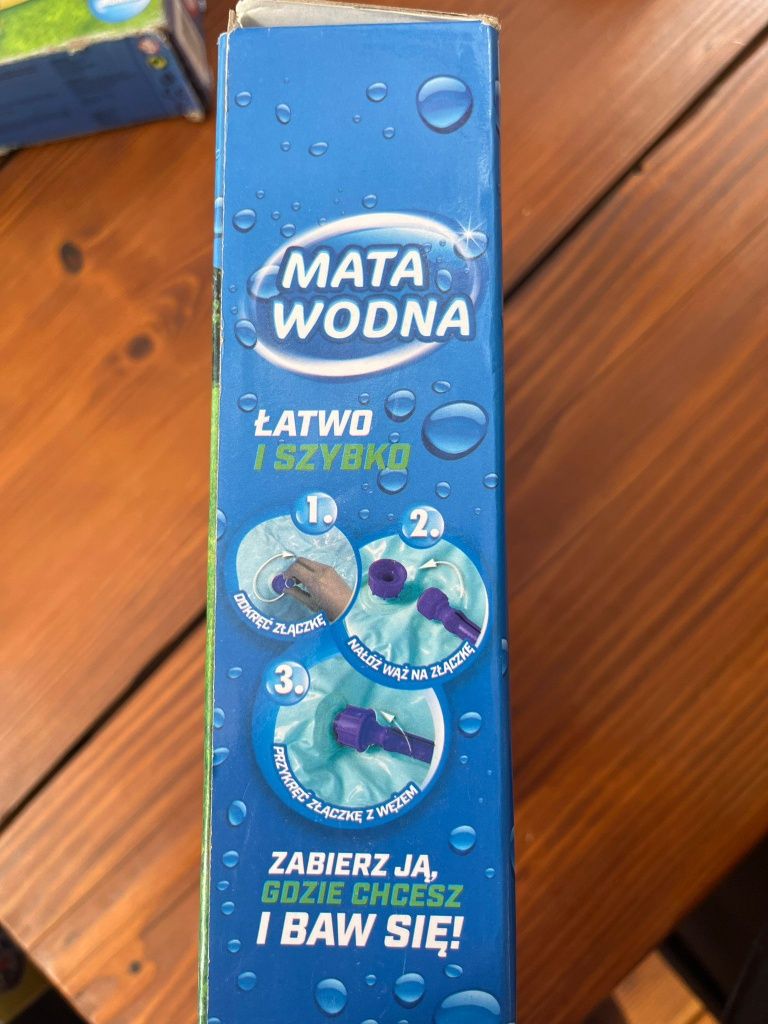 MATA
WODNA
ŁATWO
I SZYBKO
1.
ODKRĘĆ ZŁĄCZKĘ
2.
NAŁÓŻ WĄŻ NA ZŁĄCZKĘ
3.
PRZYKRĘĆ ZŁĄCZKĘ Z WĘŻEM
ZABIERZ JĄ,
GDZIE CHCESZ
I BAW SIĘ!